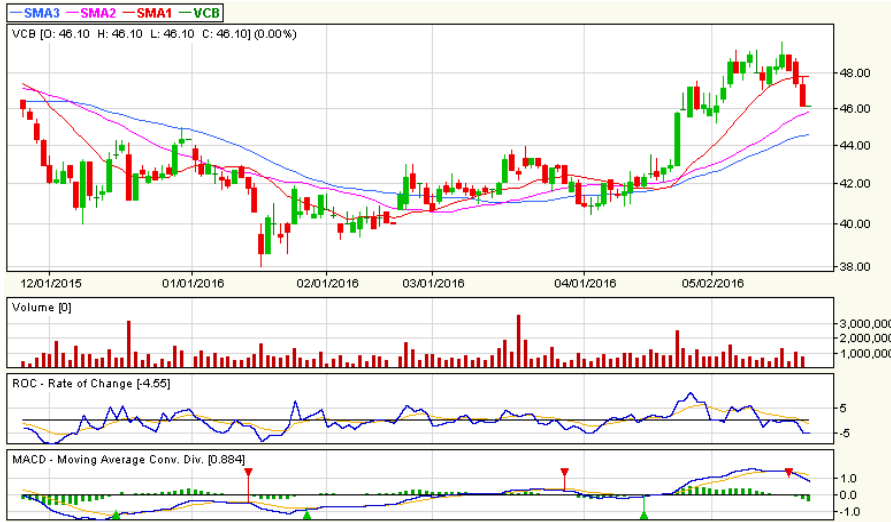 SMA3 SMA2 SMA1 VCB
VCB [O: 46.10 H: 46.10 L: 46.10 C: 46.10] (0.00%)
48.00
46.00
44.00
42.00
40.00
38.00
12/01/2015 01/01/2016 02/01/2016 03/01/2016 04/01/2016 05/02/2016
Volume [0]
3,000,000
2,000,000
1,000,000
ROC - Rate of Change [-4.55]
5
-5
MACD - Moving Average Conv. Div. [0.884]
1.0
0.0
-1.0